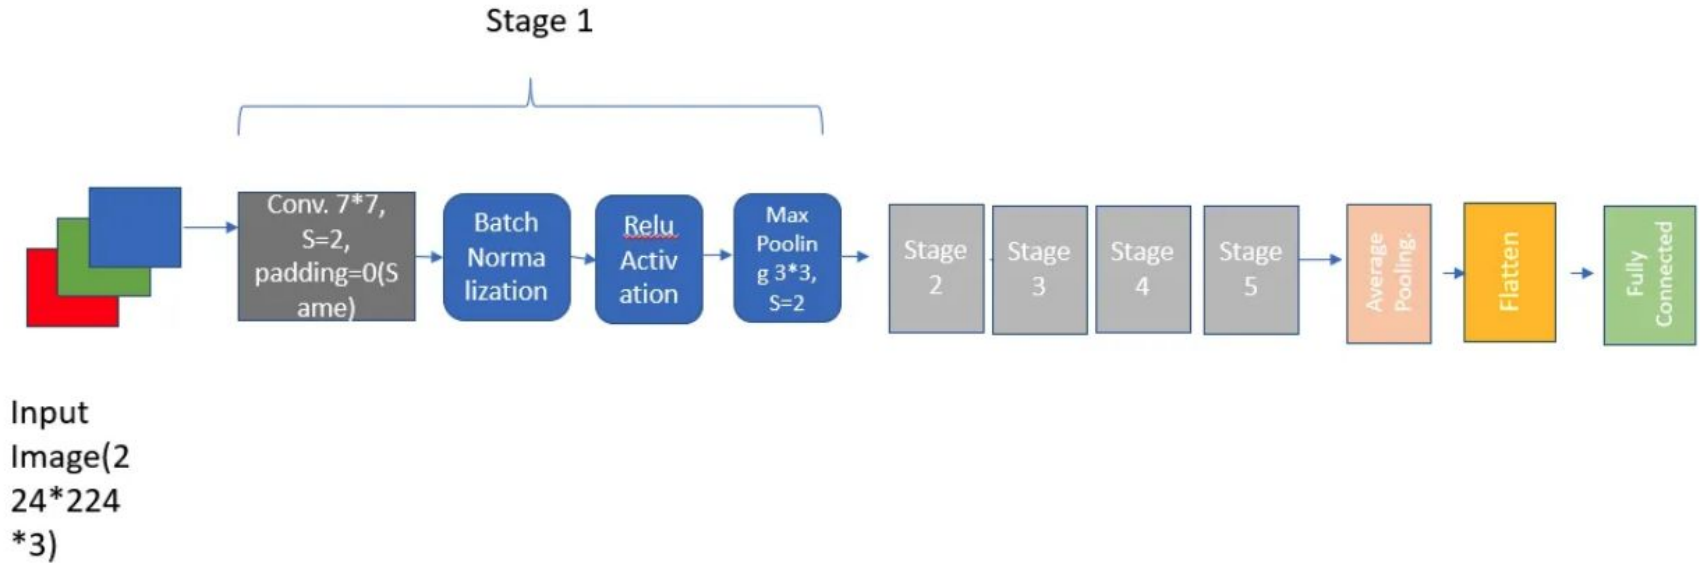 Stage 1
Conv. 7*7,
S=2,
padding=0(S
ame)
Batch
Norma
lization
Relu
Activ
ation
Max
Poolin
g 3*3,
S=2
Stage
2
Stage
3
Stage
4
Stage
5
Average
Pooling.
Flatten
Fully
Connected
Input
Image(2
24*224
*3)